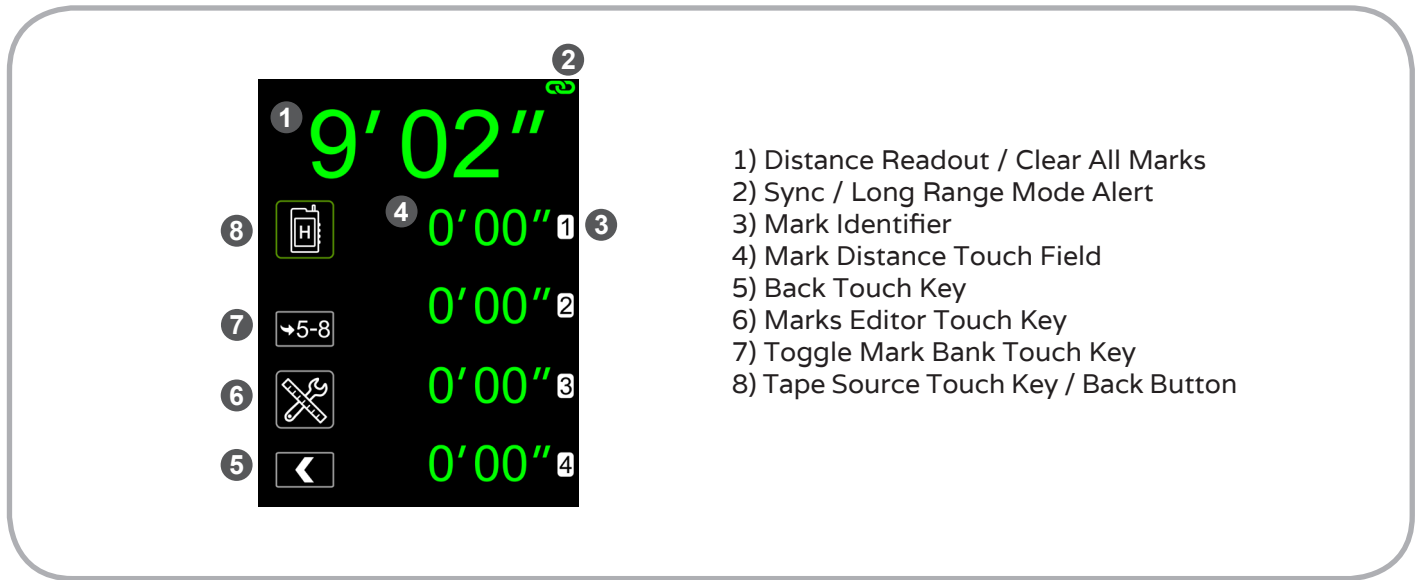 2
1
9′ 02″
8
H
4
0′ 00″ 1
3
7
➥5-8
0′ 00″ 2
6
0′ 00″ 3
5
0′ 00″ 4
1) Distance Readout / Clear All Marks
2) Sync / Long Range Mode Alert
3) Mark Identifier
4) Mark Distance Touch Field
5) Back Touch Key
6) Marks Editor Touch Key
7) Toggle Mark Bank Touch Key
8) Tape Source Touch Key / Back Button